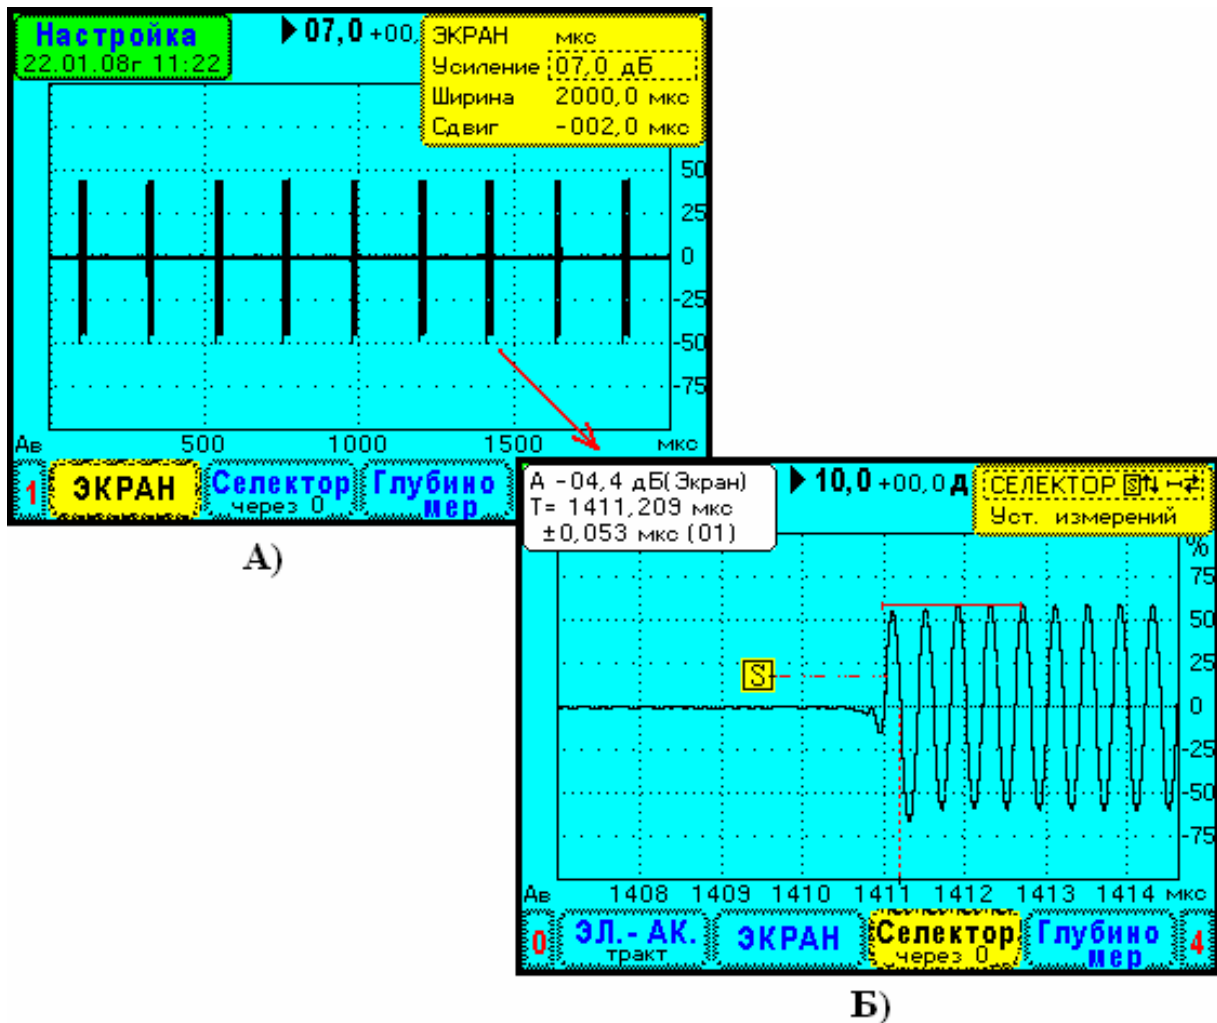 Настройка
22.01.08г 11:22
07,0 +00,
ЭКРАН мкс
Усиление 07,0 дБ
Ширина 2000,0 мкс
Сдвиг -002,0 мкс
50
25
0
-25
-50
-75
Ав 500 1000 1500 мкс
1 ЭКРАН Селектор Глубино
через 0 мер
А)
А -04,4 дБ(Экран)
Т= 1411,209 мкс
±0,053 мкс (01)
10,0 +00,0 д
СЕЛЕКТОР S
Уст. измерений
%
75
50
S
25
0
-25
-50
-75
Ав 1408 1409 1410 1411 1412 1413 1414 мкс
0 ЭЛ.- АК. ЭКРАН Селектор Глубино 4
тракт через 0 мер
Б)